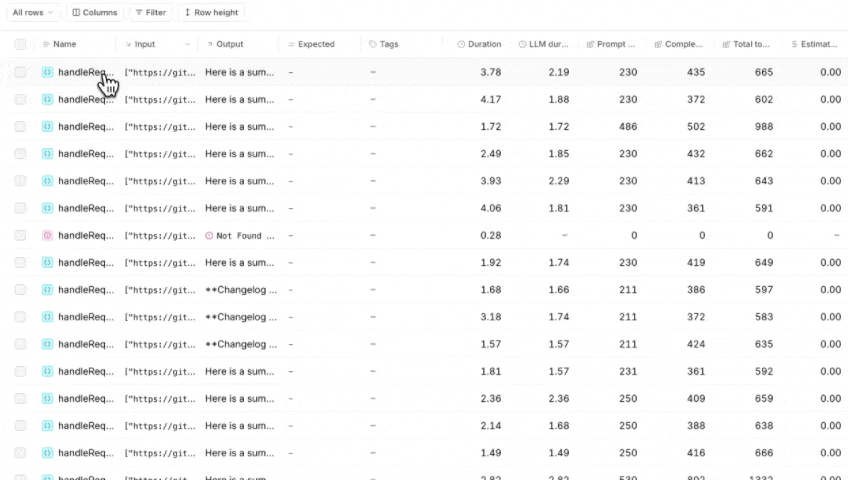 All rows Columns Filter Row height
Name Input Output Expected Tags Duration LLM dur... Prompt ... Comple... Total to... Estimat...
handleReq... ["https://git... Here is a sum... – – 3.78 2.19 230 435 665 0.00
handleReq... ["https://git... Here is a sum... – – 4.17 1.88 230 372 602 0.00
handleReq... ["https://git... Here is a sum... – – 1.72 1.72 486 502 988 0.00
handleReq... ["https://git... Here is a sum... – – 2.49 1.85 230 432 662 0.00
handleReq... ["https://git... Here is a sum... – – 3.93 2.29 230 413 643 0.00
handleReq... ["https://git... Here is a sum... – – 4.06 1.81 230 361 591 0.00
handleReq... ["https://git... Not Found ... – – 0.28 – 0 0 0 –
handleReq... ["https://git... Here is a sum... – – 1.92 1.74 230 419 649 0.00
handleReq... ["https://git... **Changelog ... – – 1.68 1.66 211 386 597 0.00
handleReq... ["https://git... **Changelog ... – – 3.18 1.74 211 372 583 0.00
handleReq... ["https://git... **Changelog ... – – 1.57 1.57 211 424 635 0.00
handleReq... ["https://git... Here is a sum... – – 1.81 1.57 231 361 592 0.00
handleReq... ["https://git... Here is a sum... – – 2.36 2.36 250 409 659 0.00
handleReq... ["https://git... Here is a sum... – – 2.14 1.68 250 388 638 0.00
handleReq... ["https://git... Here is a sum... – – 1.49 1.49 250 416 666 0.00
handleReq... ["https://git... Here is a sum... – – 2.82 2.82 530 802 1332 0.00